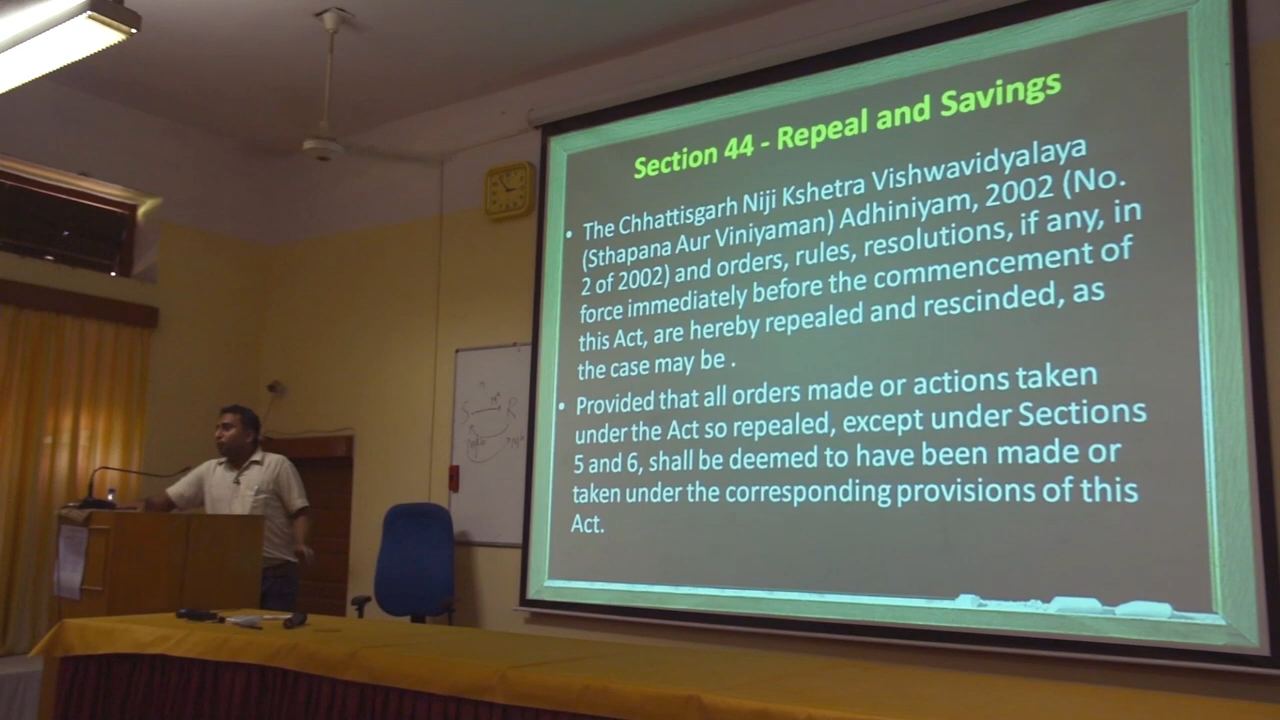 Section 44 - Repeal and Savings
• The Chhattisgarh Niji Kshetra Vishwavidyalaya
(Sthapana Aur Viniyaman) Adhiniyam, 2002 (No.
2 of 2002) and orders, rules, resolutions, if any, in
force immediately before the commencement of
this Act, are hereby repealed and rescinded, as
the case may be .
• Provided that all orders made or actions taken
under the Act so repealed, except under Sections
5 and 6, shall be deemed to have been made or
taken under the corresponding provisions of this
Act.
S R